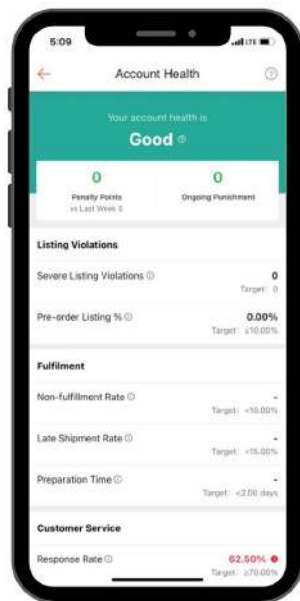 5:09
LTE
Account Health
Your account health is
Good
0 0
Penalty Points Ongoing Punishment
vs Last Week 0
Listing Violations
Severe Listing Violations 0
Target: 0
Pre-order Listing % 0.00%
Target: ≤10.00%
Fulfilment
Non-fulfillment Rate -
Target: <10.00%
Late Shipment Rate -
Target: <15.00%
Preparation Time -
Target: <2.00 days
Customer Service
Response Rate 62.50%
Target: ≥70.00%